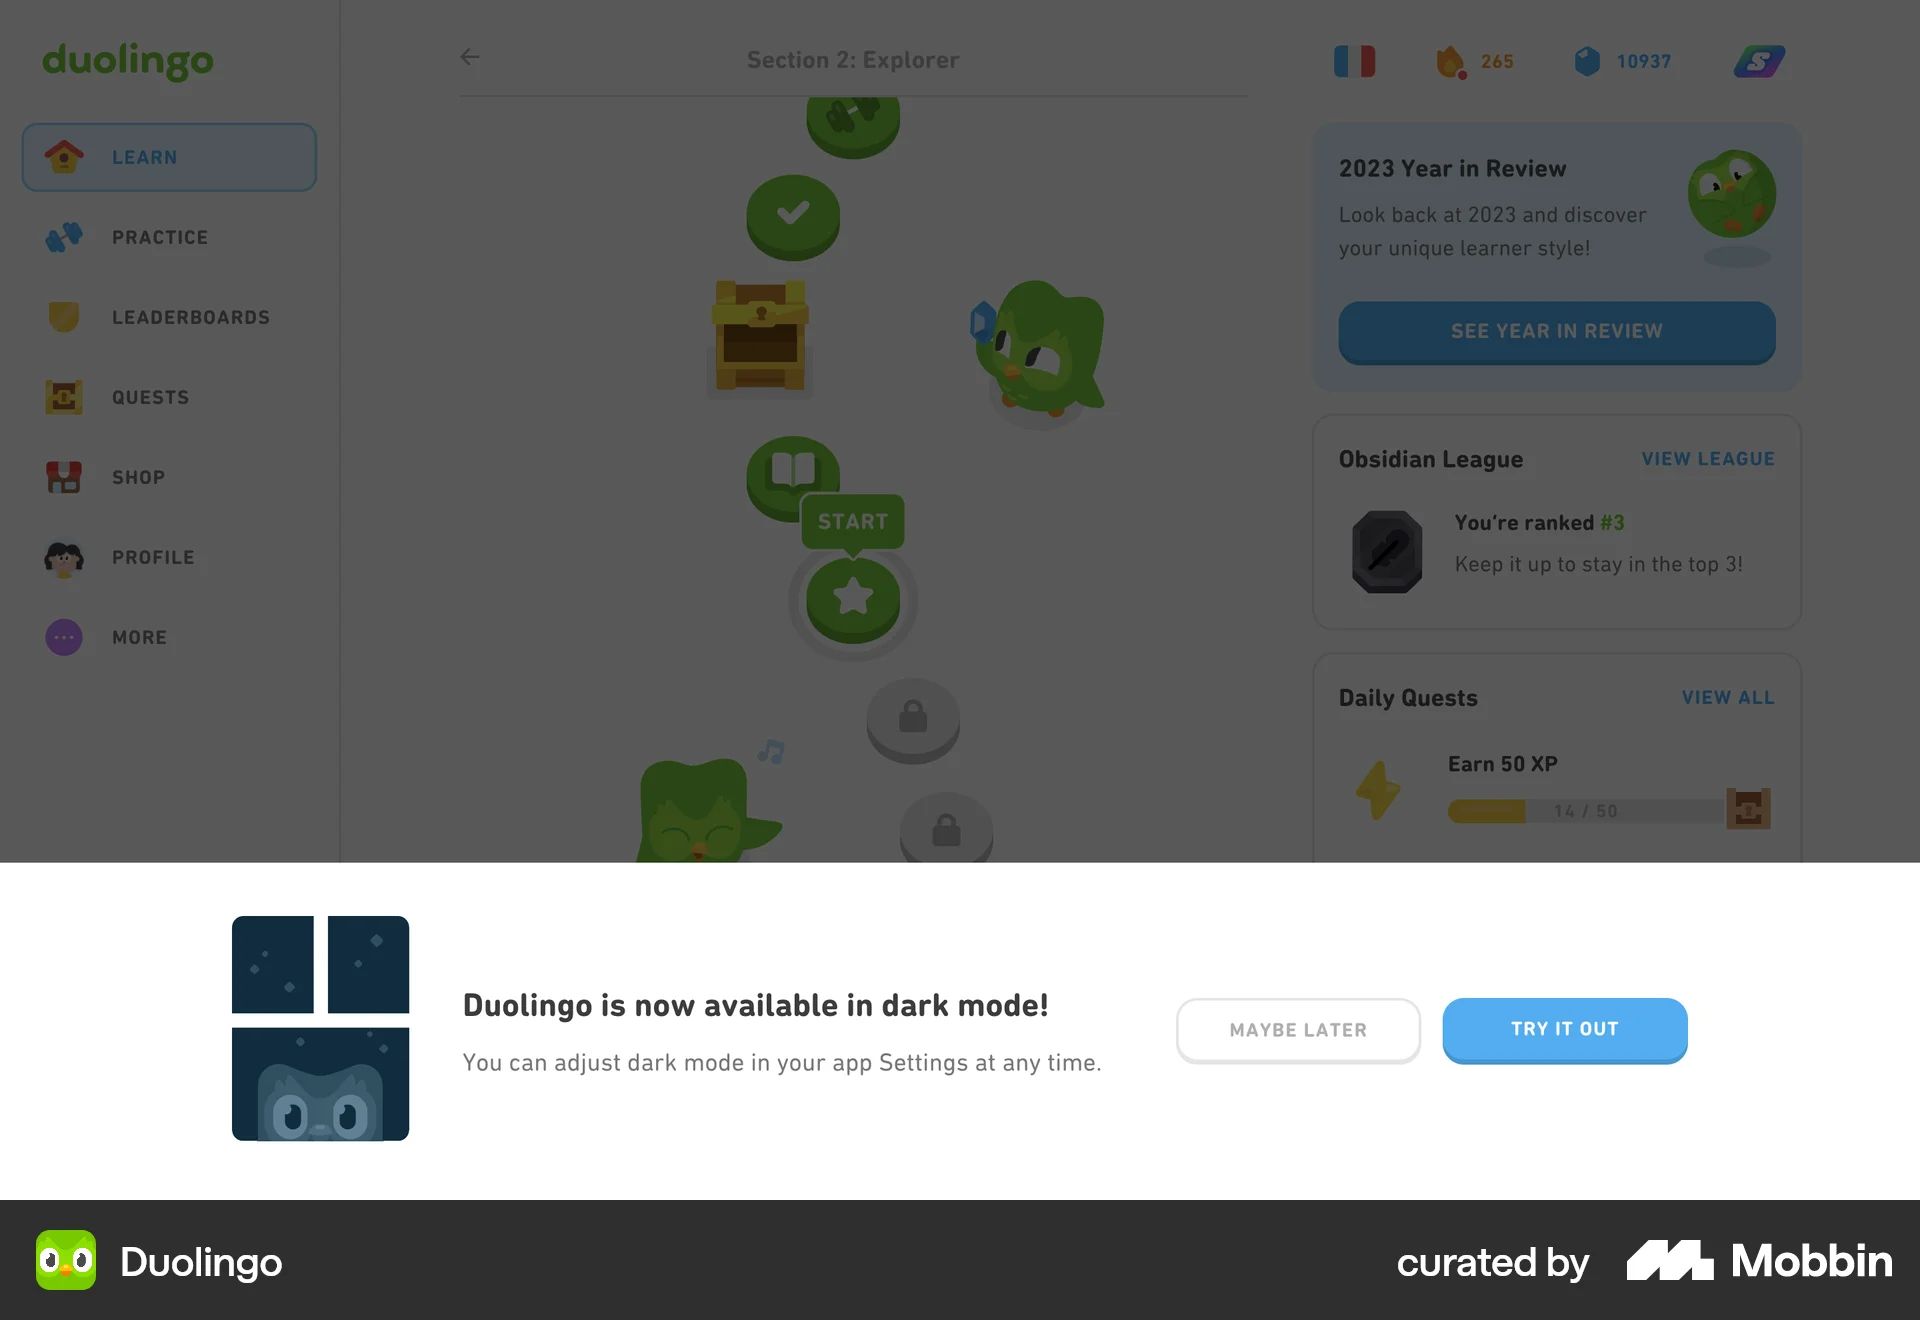 duolingo
LEARN
PRACTICE
LEADERBOARDS
QUESTS
SHOP
PROFILE
MORE
Section 2: Explorer
START
265
10937
S
2023 Year in Review
Look back at 2023 and discover
your unique learner style!
SEE YEAR IN REVIEW
Obsidian League
VIEW LEAGUE
You're ranked #3
Keep it up to stay in the top 3!
Daily Quests
VIEW ALL
Earn 50 XP
14 / 50
Duolingo is now available in dark mode!
You can adjust dark mode in your app Settings at any time.
MAYBE LATER
TRY IT OUT
Duolingo
curated by Mobbin